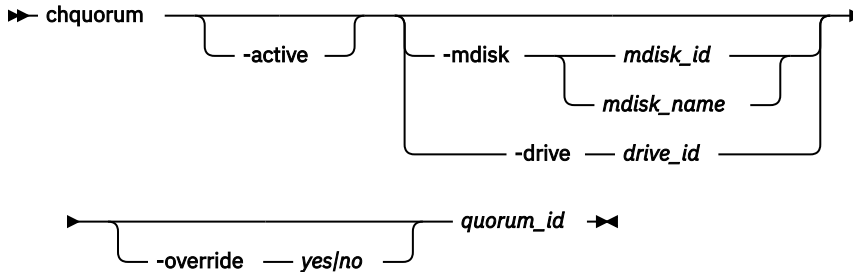 chquorum
-active
-mdisk mdisk_id
mdisk_name
-drive drive_id
quorum_id
-override yes/no